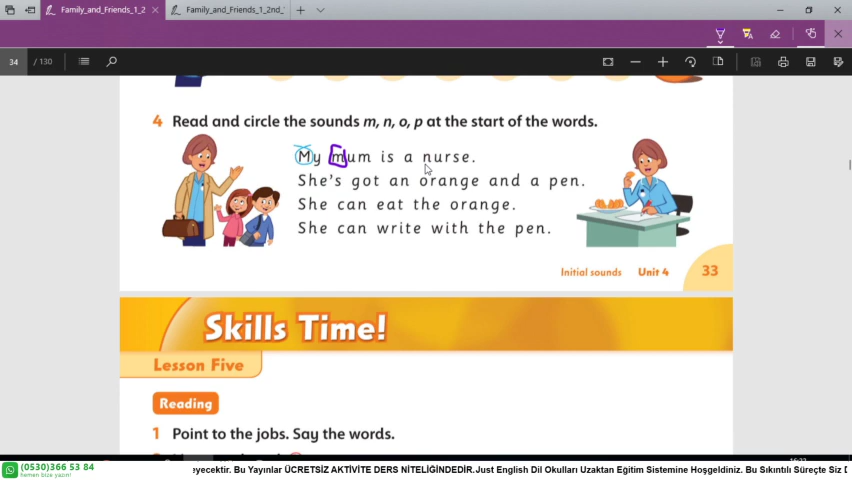 Family_and_Friends_1_2
Family_and_Friends_1_2nd_
34 / 130
4 Read and circle the sounds m, n, o, p at the start of the words.
My mum is a nurse.
She's got an orange and a pen.
She can eat the orange.
She can write with the pen.
Initial sounds Unit 4 33
Skills Time!
Lesson Five
Reading
1 Point to the jobs. Say the words.
(0530)366 53 84
hemen bize yazın!
eyecektir. Bu Yayınlar ÜCRETSİZ AKTİVİTE DERS NİTELİĞİNDEDİR.Just English Dil Okulları Uzaktan Eğitim Sistemine Hoşgeldiniz. Bu Sıkıntılı Süreçte Siz